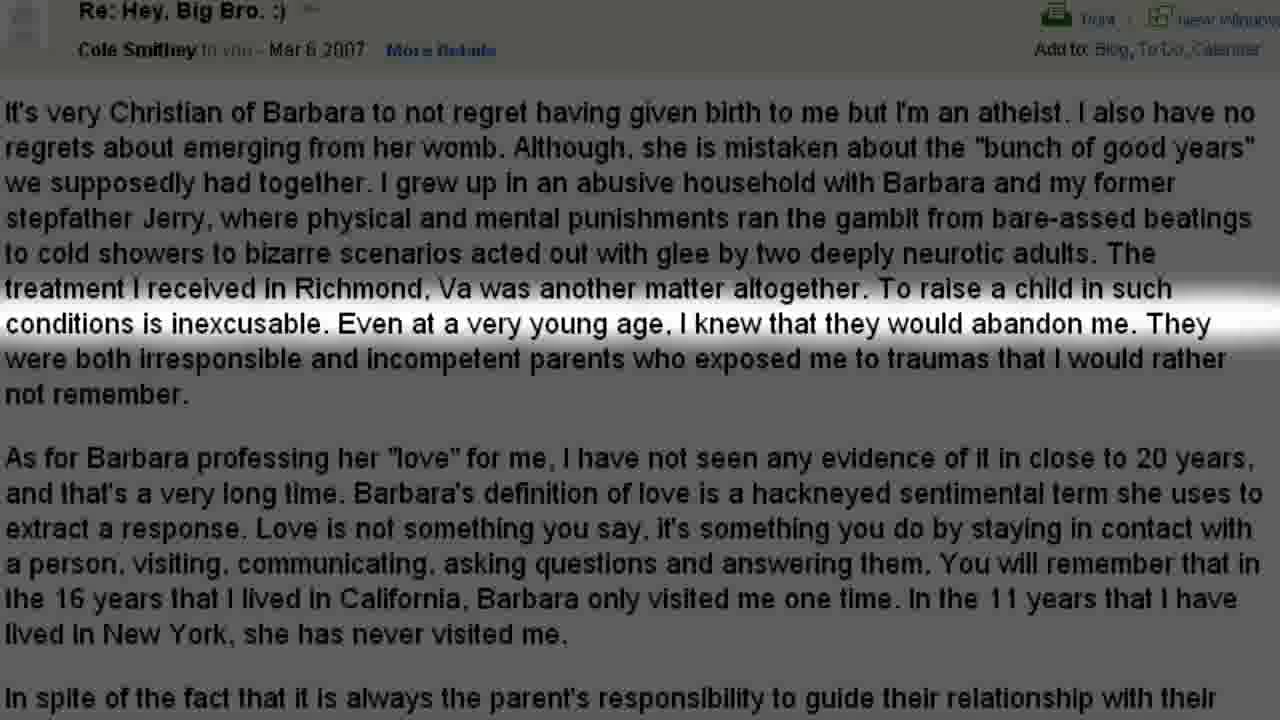 Re: Hey, Big Bro. :)
Print New Window
Cole Smithey to you - Mar 6, 2007 More Details
Add to: Blog, To Do, Calendar
It's very Christian of Barbara to not regret having given birth to me but I'm an atheist. I also have no
regrets about emerging from her womb. Although, she is mistaken about the "bunch of good years"
we supposedly had together. I grew up in an abusive household with Barbara and my former
stepfather Jerry, where physical and mental punishments ran the gambit from bare-assed beatings
to cold showers to bizarre scenarios acted out with glee by two deeply neurotic adults. The
treatment I received in Richmond, Va was another matter altogether. To raise a child in such
conditions is inexcusable. Even at a very young age, I knew that they would abandon me. They
were both irresponsible and incompetent parents who exposed me to traumas that I would rather
not remember.
As for Barbara professing her "love" for me, I have not seen any evidence of it in close to 20 years,
and that's a very long time. Barbara's definition of love is a hackneyed sentimental term she uses to
extract a response. Love is not something you say, it's something you do by staying in contact with
a person, visiting, communicating, asking questions and answering them. You will remember that in
the 16 years that I lived in California, Barbara only visited me one time. In the 11 years that I have
lived in New York, she has never visited me.
In spite of the fact that it is always the parent's responsibility to guide their relationship with their